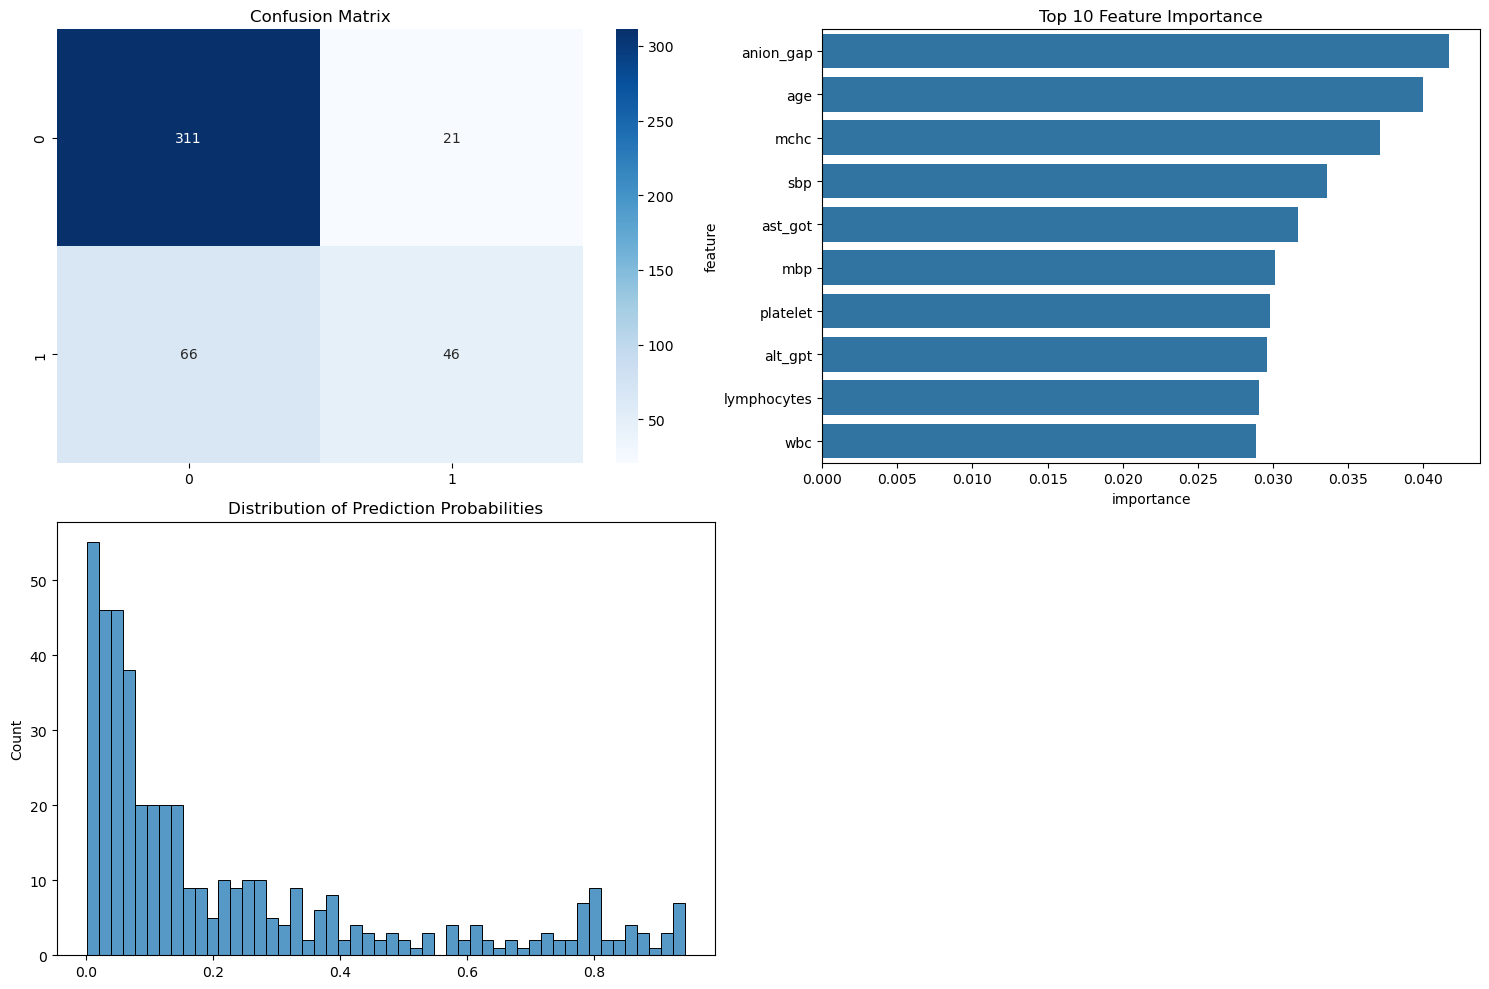 Confusion Matrix
0
1
311
21
66
46
0
1
300
250
200
150
100
50
Top 10 Feature Importance
feature
anion_gap
age
mchc
sbp
ast_got
mbp
platelet
alt_gpt
lymphocytes
wbc
0.000 0.005 0.010 0.015 0.020 0.025 0.030 0.035 0.040
importance
Distribution of Prediction Probabilities
Count
50
40
30
20
10
0
0.0 0.2 0.4 0.6 0.8